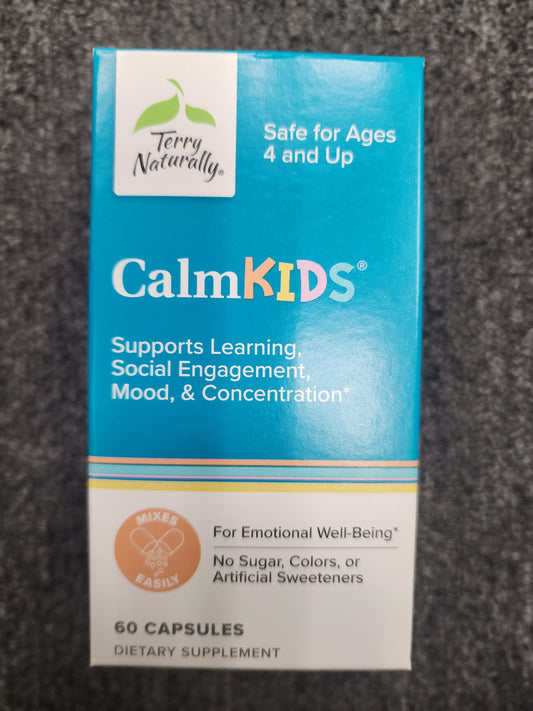 Terry
Naturally®
Safe for Ages
4 and Up
CalmKIDS®
Supports Learning,
Social Engagement,
Mood, & Concentration*
MIXES
EASILY
For Emotional Well-Being*
No Sugar, Colors, or
Artificial Sweeteners
60 CAPSULES
DIETARY SUPPLEMENT